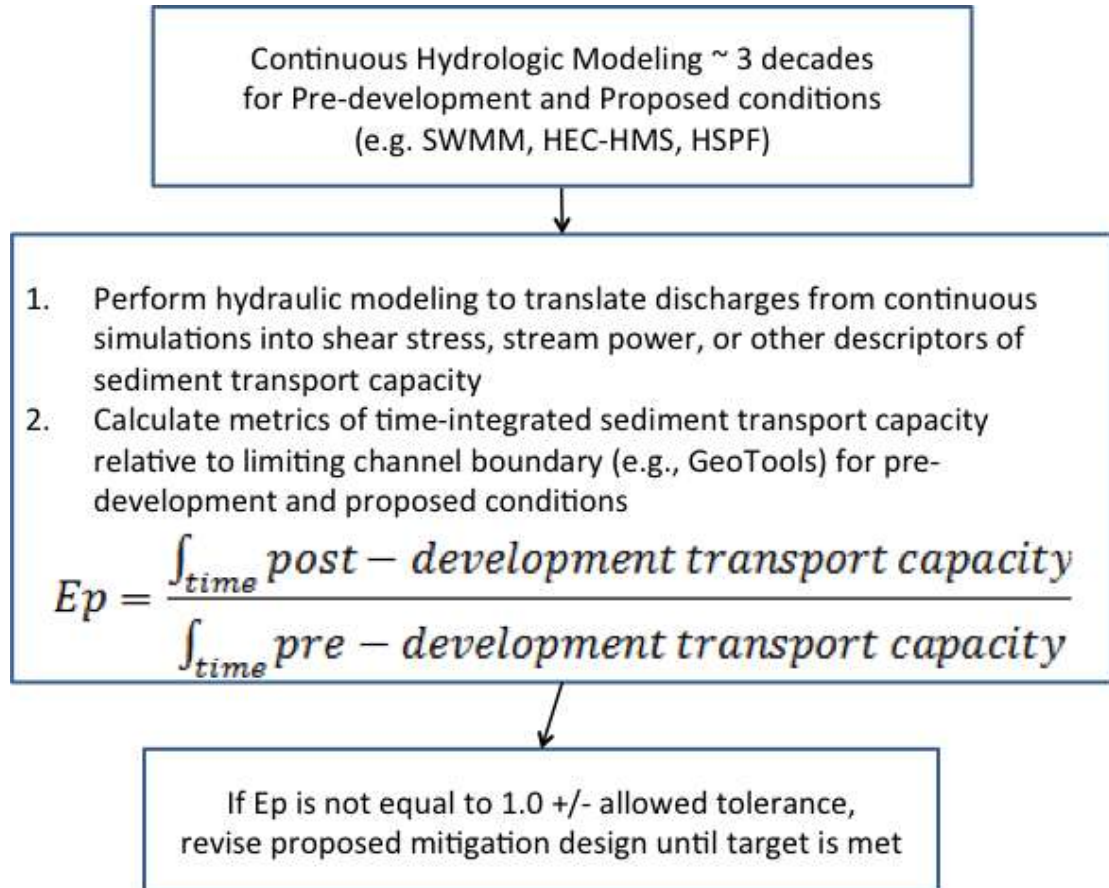 Continuous Hydrologic Modeling ~ 3 decades
for Pre-development and Proposed conditions
(e.g. SWMM, HEC-HMS, HSPF)
1. Perform hydraulic modeling to translate discharges from continuous
simulations into shear stress, stream power, or other descriptors of
sediment transport capacity
2. Calculate metrics of time-integrated sediment transport capacity
relative to limiting channel boundary (e.g., GeoTools) for pre-
development and proposed conditions
∫time post − development transport capacity
Ep =
∫time pre − development transport capacity
If Ep is not equal to 1.0 +/- allowed tolerance,
revise proposed mitigation design until target is met